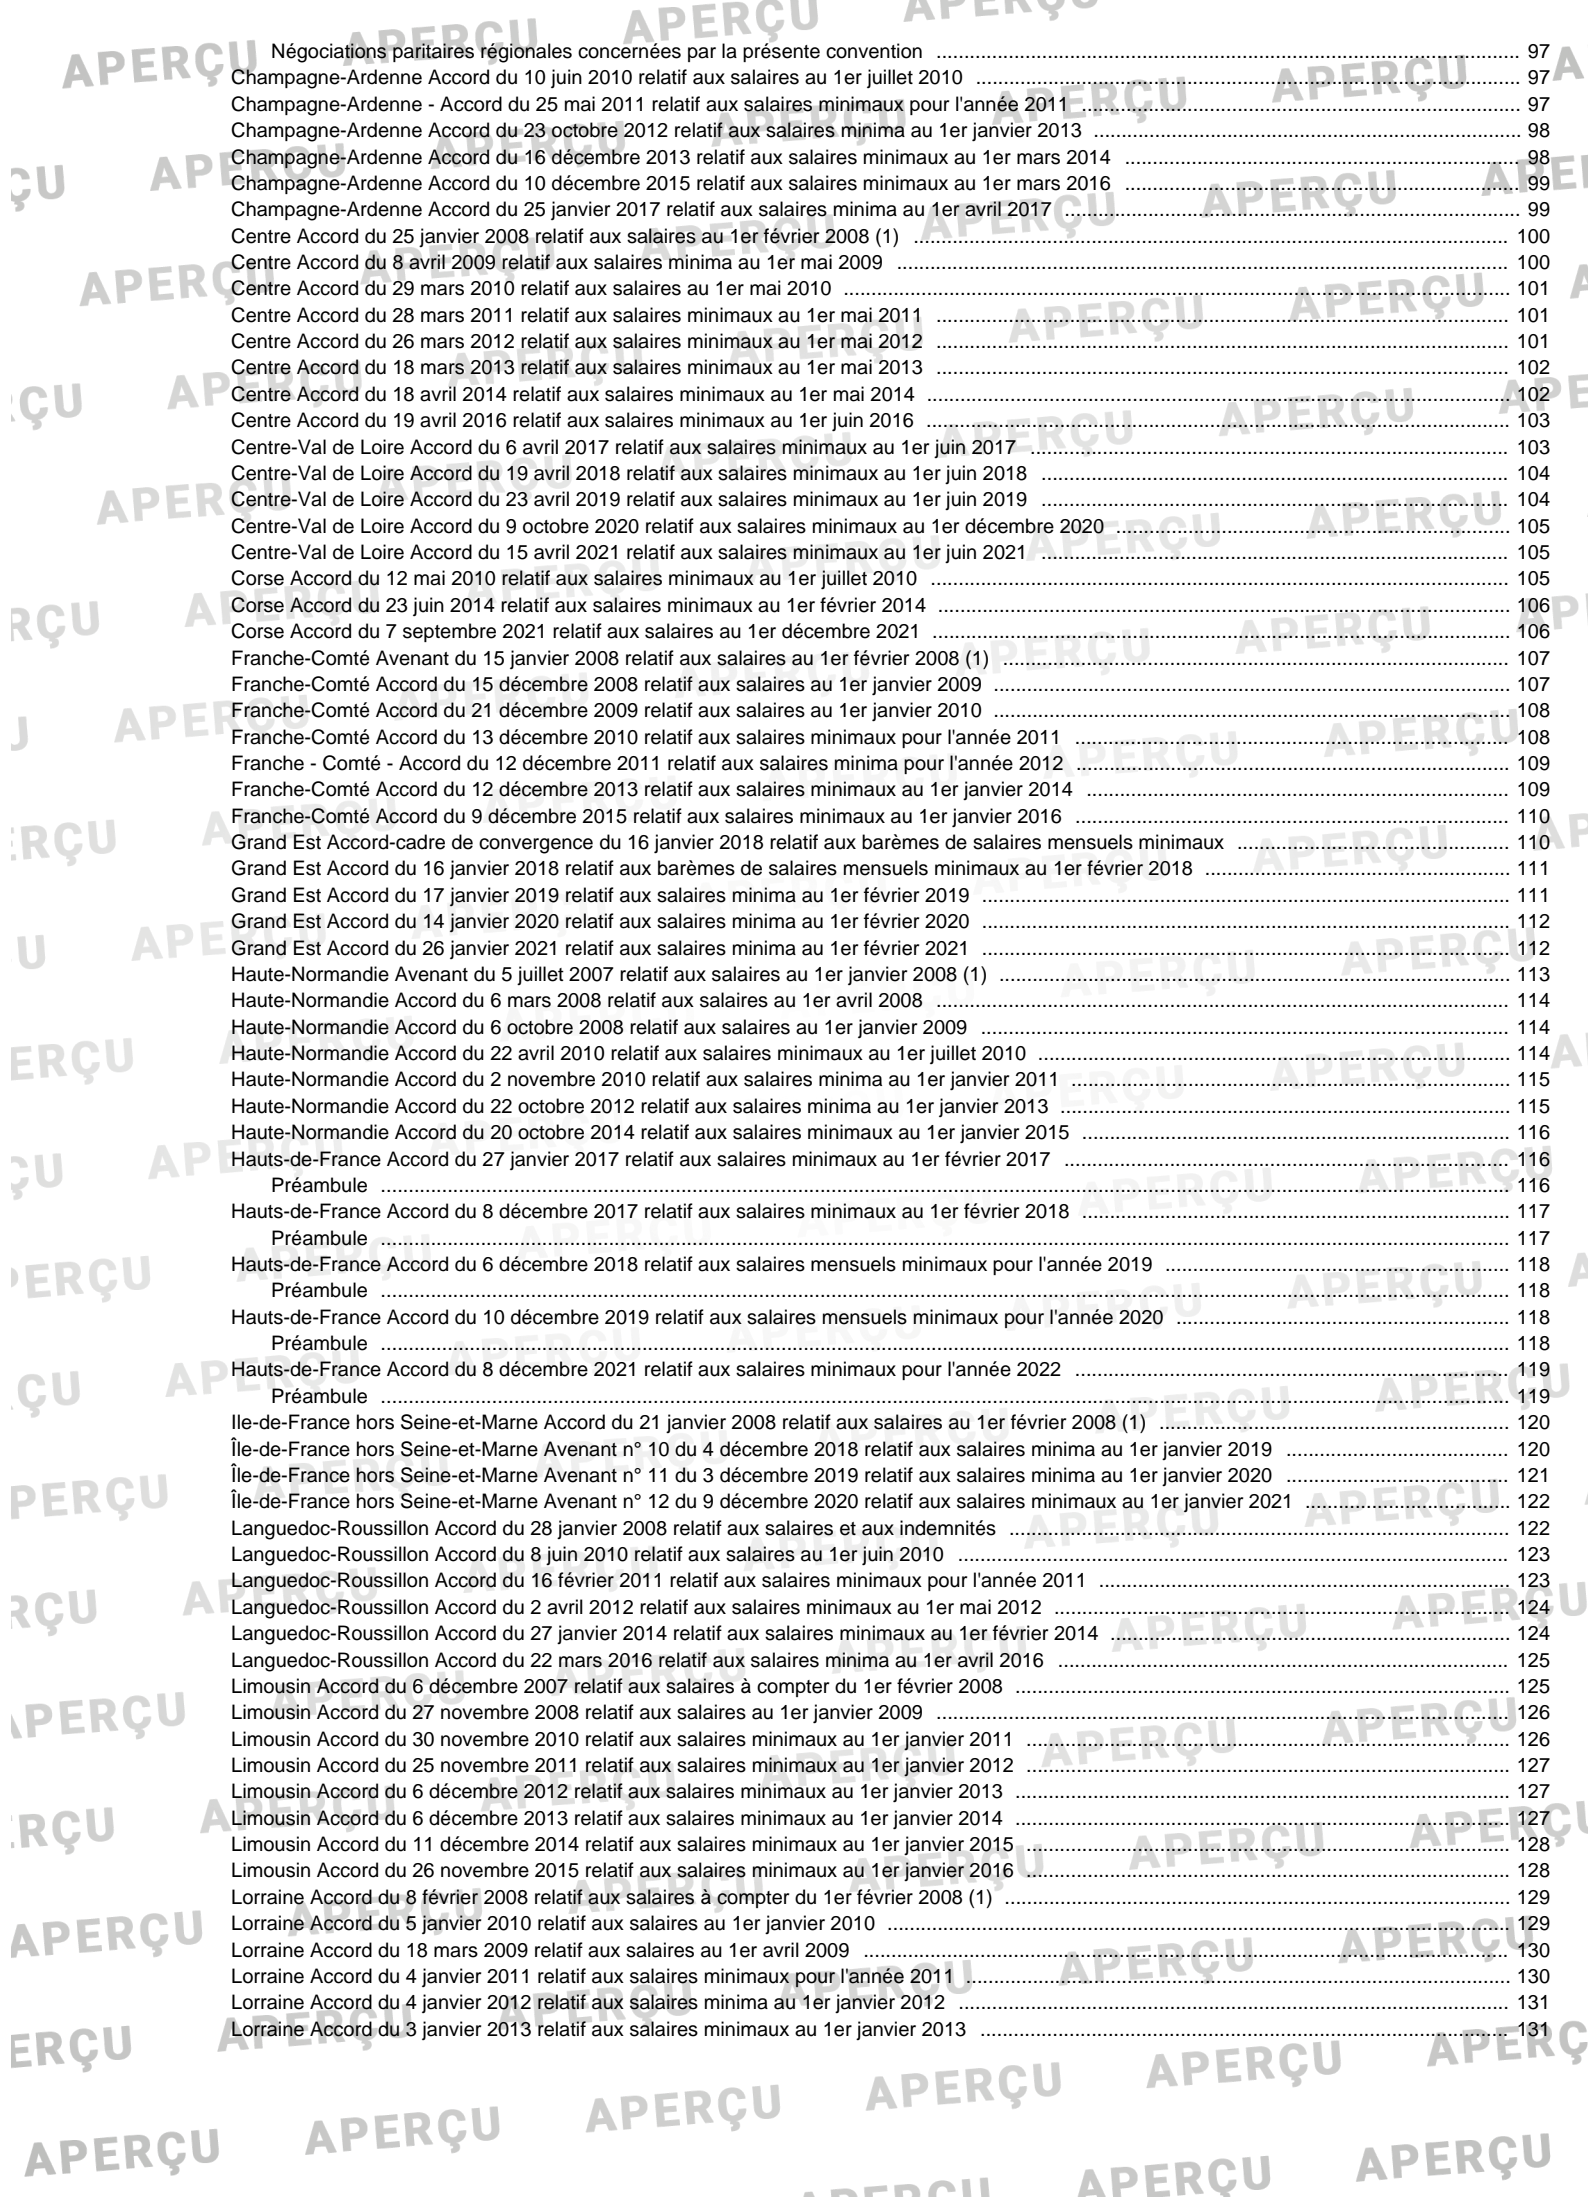 Négociations paritaires régionales concernées par la présente convention ........ 97
Champagne-Ardenne Accord du 10 juin 2010 relatif aux salaires au 1er juillet 2010 ........ 97
Champagne-Ardenne - Accord du 25 mai 2011 relatif aux salaires minimaux pour l'année 2011 ........ 97
Champagne-Ardenne Accord du 23 octobre 2012 relatif aux salaires minima au 1er janvier 2013 ........ 98
Champagne-Ardenne Accord du 16 décembre 2013 relatif aux salaires minimaux au 1er mars 2014 ........ 98
Champagne-Ardenne Accord du 10 décembre 2015 relatif aux salaires minimaux au 1er mars 2016 ........ 99
Champagne-Ardenne Accord du 25 janvier 2017 relatif aux salaires minima au 1er avril 2017 ........ 99
Centre Accord du 25 janvier 2008 relatif aux salaires au 1er février 2008 (1) ........ 100
Centre Accord du 8 avril 2009 relatif aux salaires minima au 1er mai 2009 ........ 100
Centre Accord du 29 mars 2010 relatif aux salaires au 1er mai 2010 ........ 101
Centre Accord du 28 mars 2011 relatif aux salaires minimaux au 1er mai 2011 ........ 101
Centre Accord du 26 mars 2012 relatif aux salaires minimaux au 1er mai 2012 ........ 101
Centre Accord du 18 mars 2013 relatif aux salaires minimaux au 1er mai 2013 ........ 102
Centre Accord du 18 avril 2014 relatif aux salaires minimaux au 1er mai 2014 ........ 102
Centre Accord du 19 avril 2016 relatif aux salaires minimaux au 1er juin 2016 ........ 103
Centre-Val de Loire Accord du 6 avril 2017 relatif aux salaires minimaux au 1er juin 2017 ........ 103
Centre-Val de Loire Accord du 19 avril 2018 relatif aux salaires minimaux au 1er juin 2018 ........ 104
Centre-Val de Loire Accord du 23 avril 2019 relatif aux salaires minimaux au 1er juin 2019 ........ 104
Centre-Val de Loire Accord du 9 octobre 2020 relatif aux salaires minimaux au 1er décembre 2020 ........ 105
Centre-Val de Loire Accord du 15 avril 2021 relatif aux salaires minimaux au 1er juin 2021 ........ 105
Corse Accord du 12 mai 2010 relatif aux salaires minimaux au 1er juillet 2010 ........ 105
Corse Accord du 23 juin 2014 relatif aux salaires minimaux au 1er février 2014 ........ 106
Corse Accord du 7 septembre 2021 relatif aux salaires au 1er décembre 2021 ........ 106
Franche-Comté Avenant du 15 janvier 2008 relatif aux salaires au 1er février 2008 (1) ........ 107
Franche-Comté Accord du 15 décembre 2008 relatif aux salaires au 1er janvier 2009 ........ 107
Franche-Comté Accord du 21 décembre 2009 relatif aux salaires au 1er janvier 2010 ........ 108
Franche-Comté Accord du 13 décembre 2010 relatif aux salaires minimaux pour l'année 2011 ........ 108
Franche - Comté - Accord du 12 décembre 2011 relatif aux salaires minima pour l'année 2012 ........ 109
Franche-Comté Accord du 12 décembre 2013 relatif aux salaires minimaux au 1er janvier 2014 ........ 109
Franche-Comté Accord du 9 décembre 2015 relatif aux salaires minimaux au 1er janvier 2016 ........ 110
Grand Est Accord-cadre de convergence du 16 janvier 2018 relatif aux barèmes de salaires mensuels minimaux ........ 110
Grand Est Accord du 16 janvier 2018 relatif aux barèmes de salaires mensuels minimaux au 1er février 2018 ........ 111
Grand Est Accord du 17 janvier 2019 relatif aux salaires minima au 1er février 2019 ........ 111
Grand Est Accord du 14 janvier 2020 relatif aux salaires minima au 1er février 2020 ........ 112
Grand Est Accord du 26 janvier 2021 relatif aux salaires minima au 1er février 2021 ........ 112
Haute-Normandie Avenant du 5 juillet 2007 relatif aux salaires au 1er janvier 2008 (1) ........ 113
Haute-Normandie Accord du 6 mars 2008 relatif aux salaires au 1er avril 2008 ........ 114
Haute-Normandie Accord du 6 octobre 2008 relatif aux salaires au 1er janvier 2009 ........ 114
Haute-Normandie Accord du 22 avril 2010 relatif aux salaires minimaux au 1er juillet 2010 ........ 114
Haute-Normandie Accord du 2 novembre 2010 relatif aux salaires minima au 1er janvier 2011 ........ 115
Haute-Normandie Accord du 22 octobre 2012 relatif aux salaires minima au 1er janvier 2013 ........ 115
Haute-Normandie Accord du 20 octobre 2014 relatif aux salaires minimaux au 1er janvier 2015 ........ 116
Hauts-de-France Accord du 27 janvier 2017 relatif aux salaires minimaux au 1er février 2017 ........ 116
Préambule ........ 116
Hauts-de-France Accord du 8 décembre 2017 relatif aux salaires minimaux au 1er février 2018 ........ 117
Préambule ........ 117
Hauts-de-France Accord du 6 décembre 2018 relatif aux salaires mensuels minimaux pour l'année 2019 ........ 118
Préambule ........ 118
Hauts-de-France Accord du 10 décembre 2019 relatif aux salaires mensuels minimaux pour l'année 2020 ........ 118
Préambule ........ 118
Hauts-de-France Accord du 8 décembre 2021 relatif aux salaires minimaux pour l'année 2022 ........ 119
Préambule ........ 119
Ile-de-France hors Seine-et-Marne Accord du 21 janvier 2008 relatif aux salaires au 1er février 2008 (1) ........ 120
Île-de-France hors Seine-et-Marne Avenant n° 10 du 4 décembre 2018 relatif aux salaires minima au 1er janvier 2019 ........ 120
Île-de-France hors Seine-et-Marne Avenant n° 11 du 3 décembre 2019 relatif aux salaires minima au 1er janvier 2020 ........ 121
Île-de-France hors Seine-et-Marne Avenant n° 12 du 9 décembre 2020 relatif aux salaires minimaux au 1er janvier 2021 ........ 122
Languedoc-Roussillon Accord du 28 janvier 2008 relatif aux salaires et aux indemnités ........ 122
Languedoc-Roussillon Accord du 8 juin 2010 relatif aux salaires au 1er juin 2010 ........ 123
Languedoc-Roussillon Accord du 16 février 2011 relatif aux salaires minimaux pour l'année 2011 ........ 123
Languedoc-Roussillon Accord du 2 avril 2012 relatif aux salaires minimaux au 1er mai 2012 ........ 124
Languedoc-Roussillon Accord du 27 janvier 2014 relatif aux salaires minimaux au 1er février 2014 ........ 124
Languedoc-Roussillon Accord du 22 mars 2016 relatif aux salaires minima au 1er avril 2016 ........ 125
Limousin Accord du 6 décembre 2007 relatif aux salaires à compter du 1er février 2008 ........ 125
Limousin Accord du 27 novembre 2008 relatif aux salaires au 1er janvier 2009 ........ 126
Limousin Accord du 30 novembre 2010 relatif aux salaires minimaux au 1er janvier 2011 ........ 126
Limousin Accord du 25 novembre 2011 relatif aux salaires minimaux au 1er janvier 2012 ........ 127
Limousin Accord du 6 décembre 2012 relatif aux salaires minimaux au 1er janvier 2013 ........ 127
Limousin Accord du 6 décembre 2013 relatif aux salaires minimaux au 1er janvier 2014 ........ 127
Limousin Accord du 11 décembre 2014 relatif aux salaires minimaux au 1er janvier 2015 ........ 128
Limousin Accord du 26 novembre 2015 relatif aux salaires minimaux au 1er janvier 2016 ........ 128
Lorraine Accord du 8 février 2008 relatif aux salaires à compter du 1er février 2008 (1) ........ 129
Lorraine Accord du 5 janvier 2010 relatif aux salaires au 1er janvier 2010 ........ 129
Lorraine Accord du 18 mars 2009 relatif aux salaires au 1er avril 2009 ........ 130
Lorraine Accord du 4 janvier 2011 relatif aux salaires minimaux pour l'année 2011 ........ 130
Lorraine Accord du 4 janvier 2012 relatif aux salaires minima au 1er janvier 2012 ........ 131
Lorraine Accord du 3 janvier 2013 relatif aux salaires minimaux au 1er janvier 2013 ........ 131
APERÇU